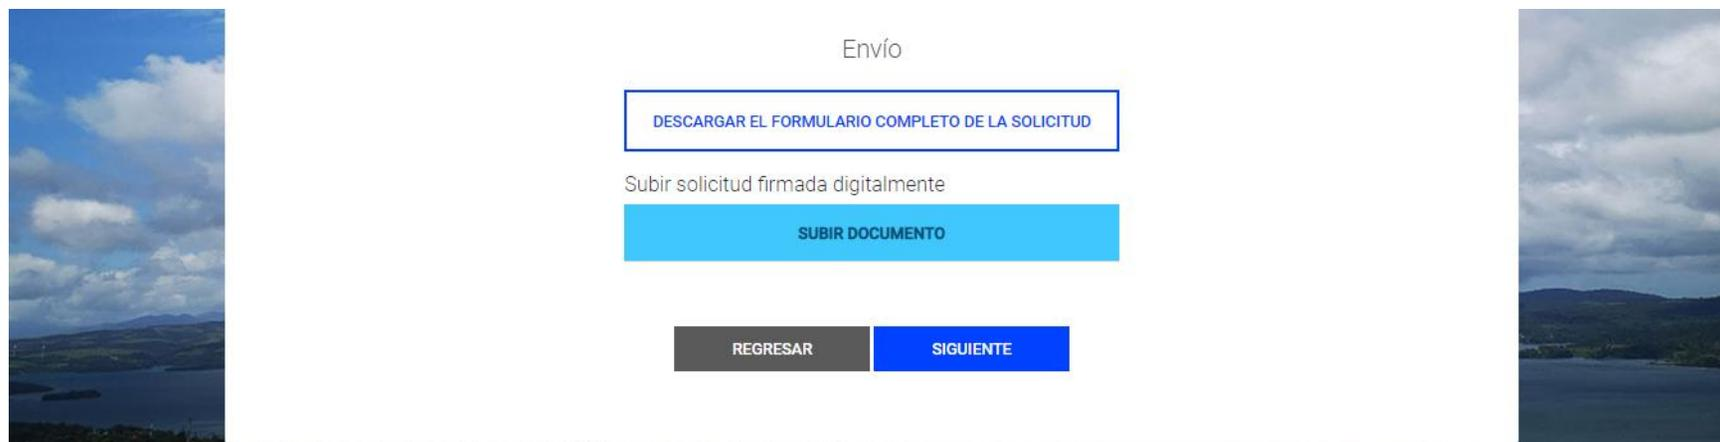 Envío
DESCARGAR EL FORMULARIO COMPLETO DE LA SOLICITUD
Subir solicitud firmada digitalmente
SUBIR DOCUMENTO
REGRESAR
SIGUIENTE